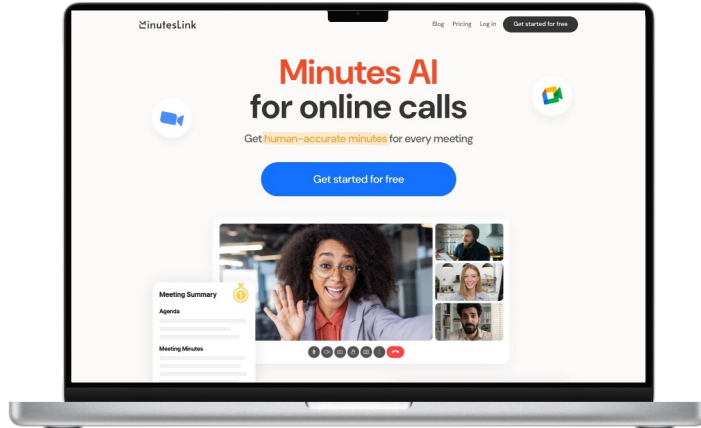 MinutesLink
Blog Pricing Log in Get started for free
Minutes AI
for online calls
Get human-accurate minutes for every meeting
Get started for free
Meeting Summary
1
Agenda
Meeting Minutes